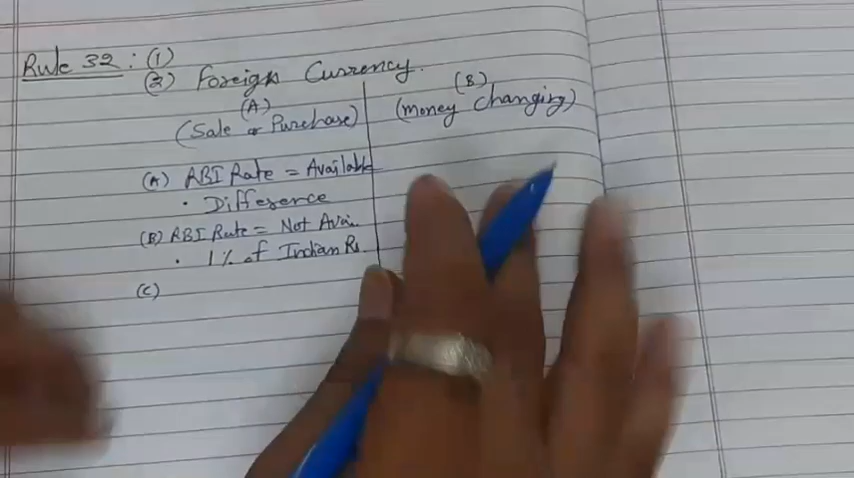 Rule 32 : (1)
(2) Foreign Currency.
(A) (B)
(Sale or Purchase) (Money Changing)
(A) RBI Rate = Available
· Difference
(B) RBI Rate = Not Avai.
· 1% of Indian Rs.
(C)